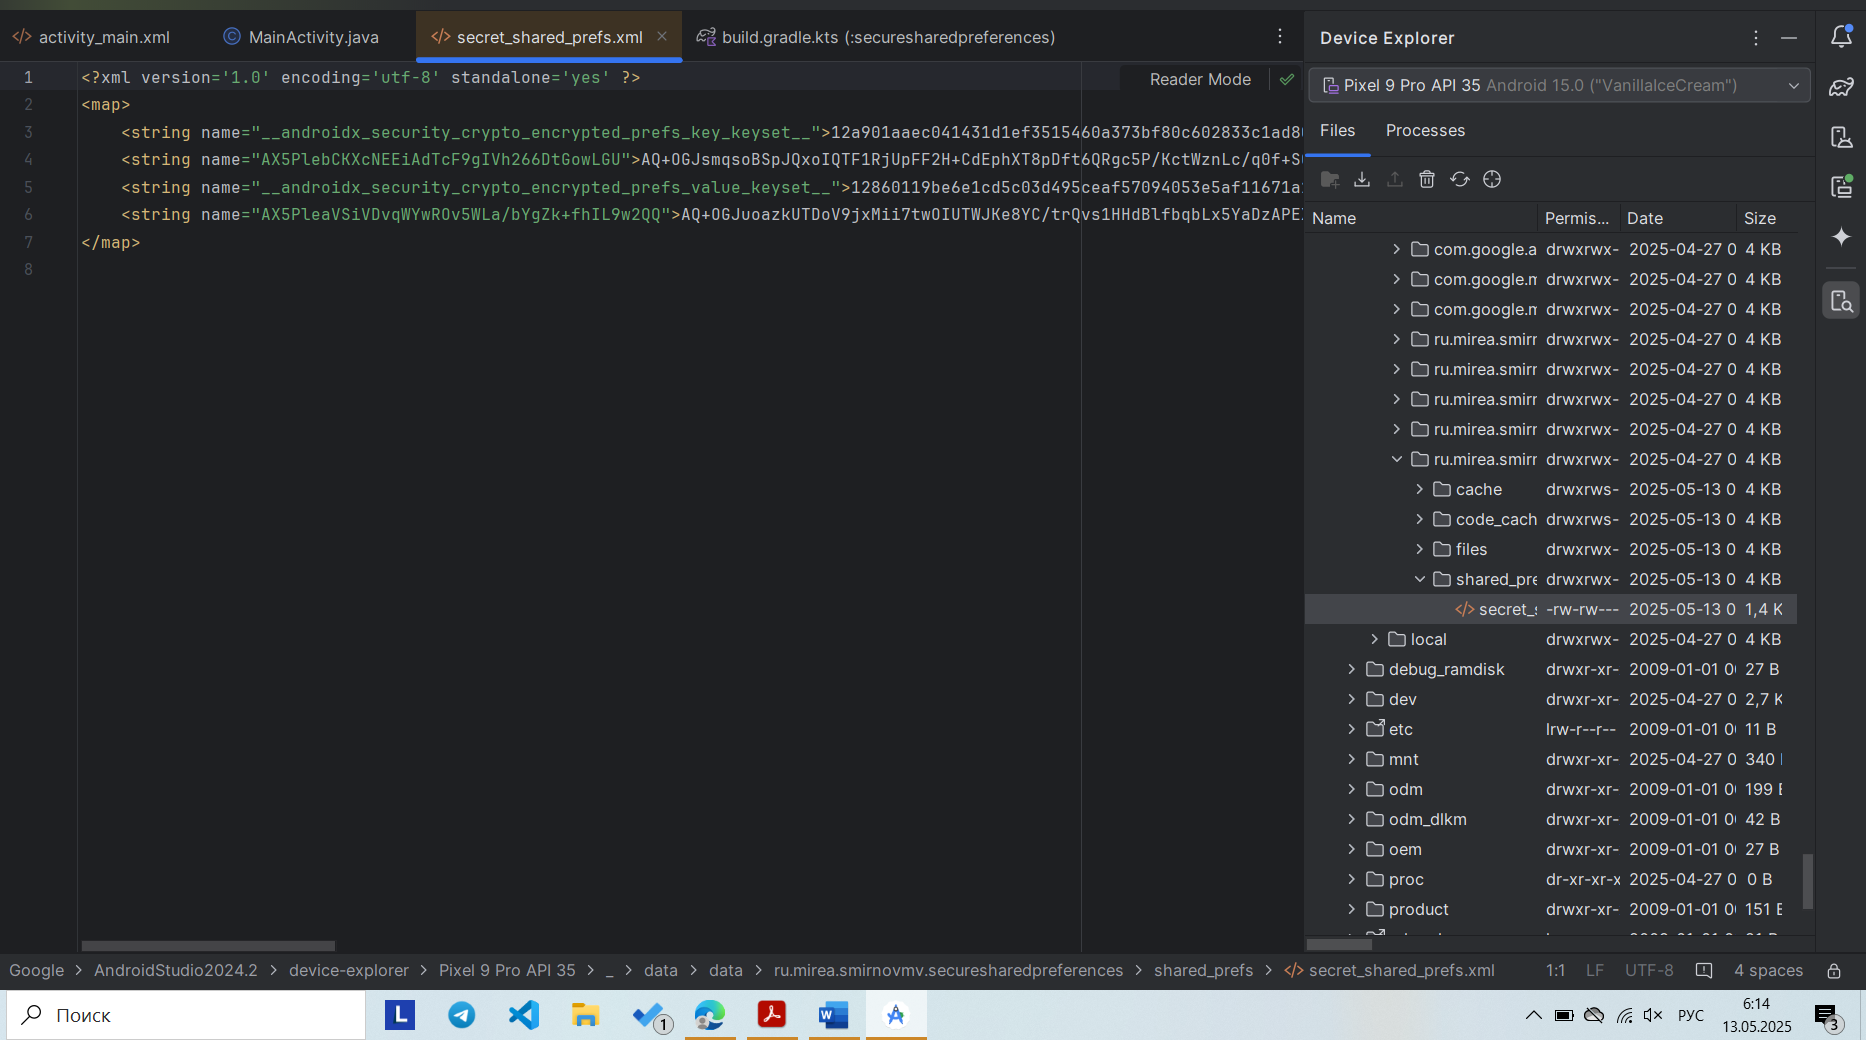 activity_main.xml
MainActivity.java
secret_shared_prefs.xml
build.gradle.kts (:securesharedpreferences)
Reader Mode
1 <?xml version='1.0' encoding='utf-8' standalone='yes' ?>
2 <map>
3 <string name="__androidx_security_crypto_encrypted_prefs_key_keyset__">12a901aaec041431d1ef3515460a373bf80c602833c1ad8
4 <string name="AX5PlebCKXcNEEiAdTcF9gIVh266DtGowLGU">AQ+OGJsmqsoBSpJQxoIQTF1RjUpFF2H+CdEphXT8pDft6QRgc5P/KctWznLc/q0f+S
5 <string name="__androidx_security_crypto_encrypted_prefs_value_keyset__">12860119be6e1cd5c03d495ceaf57094053e5af11671a
6 <string name="AX5PleaVSiVDvqWYwROv5WLa/bYgZk+fhIL9w2QQ">AQ+OGJuoazkUTDoV9jxMii7twOIUTWJKe8YC/trQvs1HHdBlfbqbLx5YaDzAPE
7 </map>
8
Device Explorer
Pixel 9 Pro API 35 Android 15.0 ("VanillaIceCream")
Files Processes
Name Permis... Date Size
com.google.a drwxrwx- 2025-04-27 0 4 KB
com.google.m drwxrwx- 2025-04-27 0 4 KB
com.google.m drwxrwx- 2025-04-27 0 4 KB
ru.mirea.smirn drwxrwx- 2025-04-27 0 4 KB
ru.mirea.smirn drwxrwx- 2025-04-27 0 4 KB
ru.mirea.smirn drwxrwx- 2025-04-27 0 4 KB
ru.mirea.smirn drwxrwx- 2025-04-27 0 4 KB
ru.mirea.smirn drwxrwx- 2025-04-27 0 4 KB
cache drwxrws- 2025-05-13 0 4 KB
code_cach drwxrws- 2025-05-13 0 4 KB
files drwxrwx- 2025-05-13 0 4 KB
shared_pre drwxrwx- 2025-05-13 0 4 KB
secret_s -rw-rw--- 2025-05-13 0 1,4 K
local drwxrwx- 2025-04-27 0 4 KB
debug_ramdisk drwxr-xr- 2009-01-01 0 27 B
dev drwxr-xr- 2025-04-27 0 2,7 K
etc lrw-r--r-- 2009-01-01 0 11 B
mnt drwxr-xr- 2025-04-27 0 340
odm drwxr-xr- 2009-01-01 0 199 B
odm_dlkm drwxr-xr- 2009-01-01 0 42 B
oem drwxr-xr- 2009-01-01 0 27 B
proc dr-xr-xr-x 2025-04-27 0 0 B
product drwxr-xr- 2009-01-01 0 151 B
Google > AndroidStudio2024.2 > device-explorer > Pixel 9 Pro API 35 > _ > data > data > ru.mirea.smirnovmv.securesharedpreferences > shared_prefs > secret_shared_prefs.xml 1:1 LF UTF-8 4 spaces
Поиск
L
1
W
РУС
6:14
13.05.2025
3